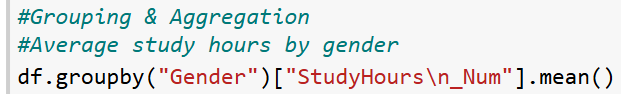 #Grouping & Aggregation
#Average study hours by gender
df.groupby("Gender")["StudyHours\n_Num"].mean()